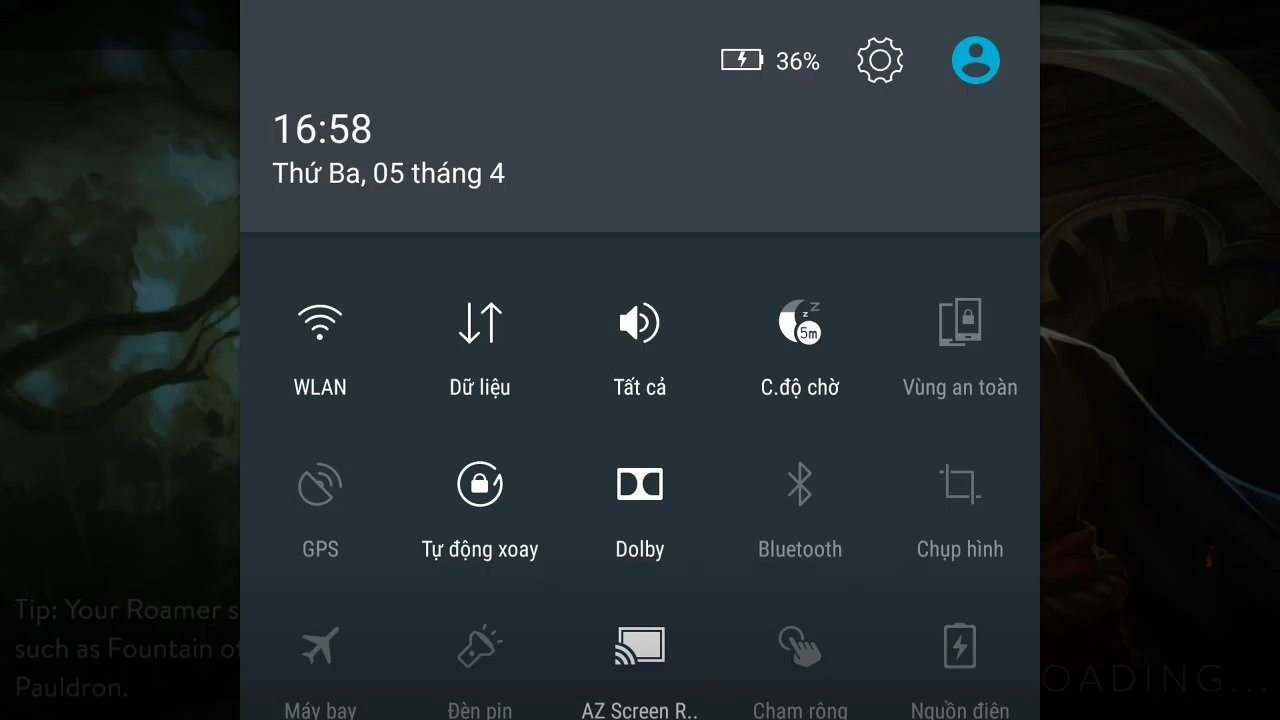 36%
16:58
Thứ Ba, 05 tháng 4
5m
WLAN
Dữ liệu
Tất cả
C.độ chờ
Vùng an toàn
GPS
Tự động xoay
Dolby
Bluetooth
Chụp hình
Máy bay
Đèn pin
AZ Screen R..
Chạm rộng
Nguồn điện
Tip: Your Roamer s
such as Fountain of
Pauldron.
OADING...